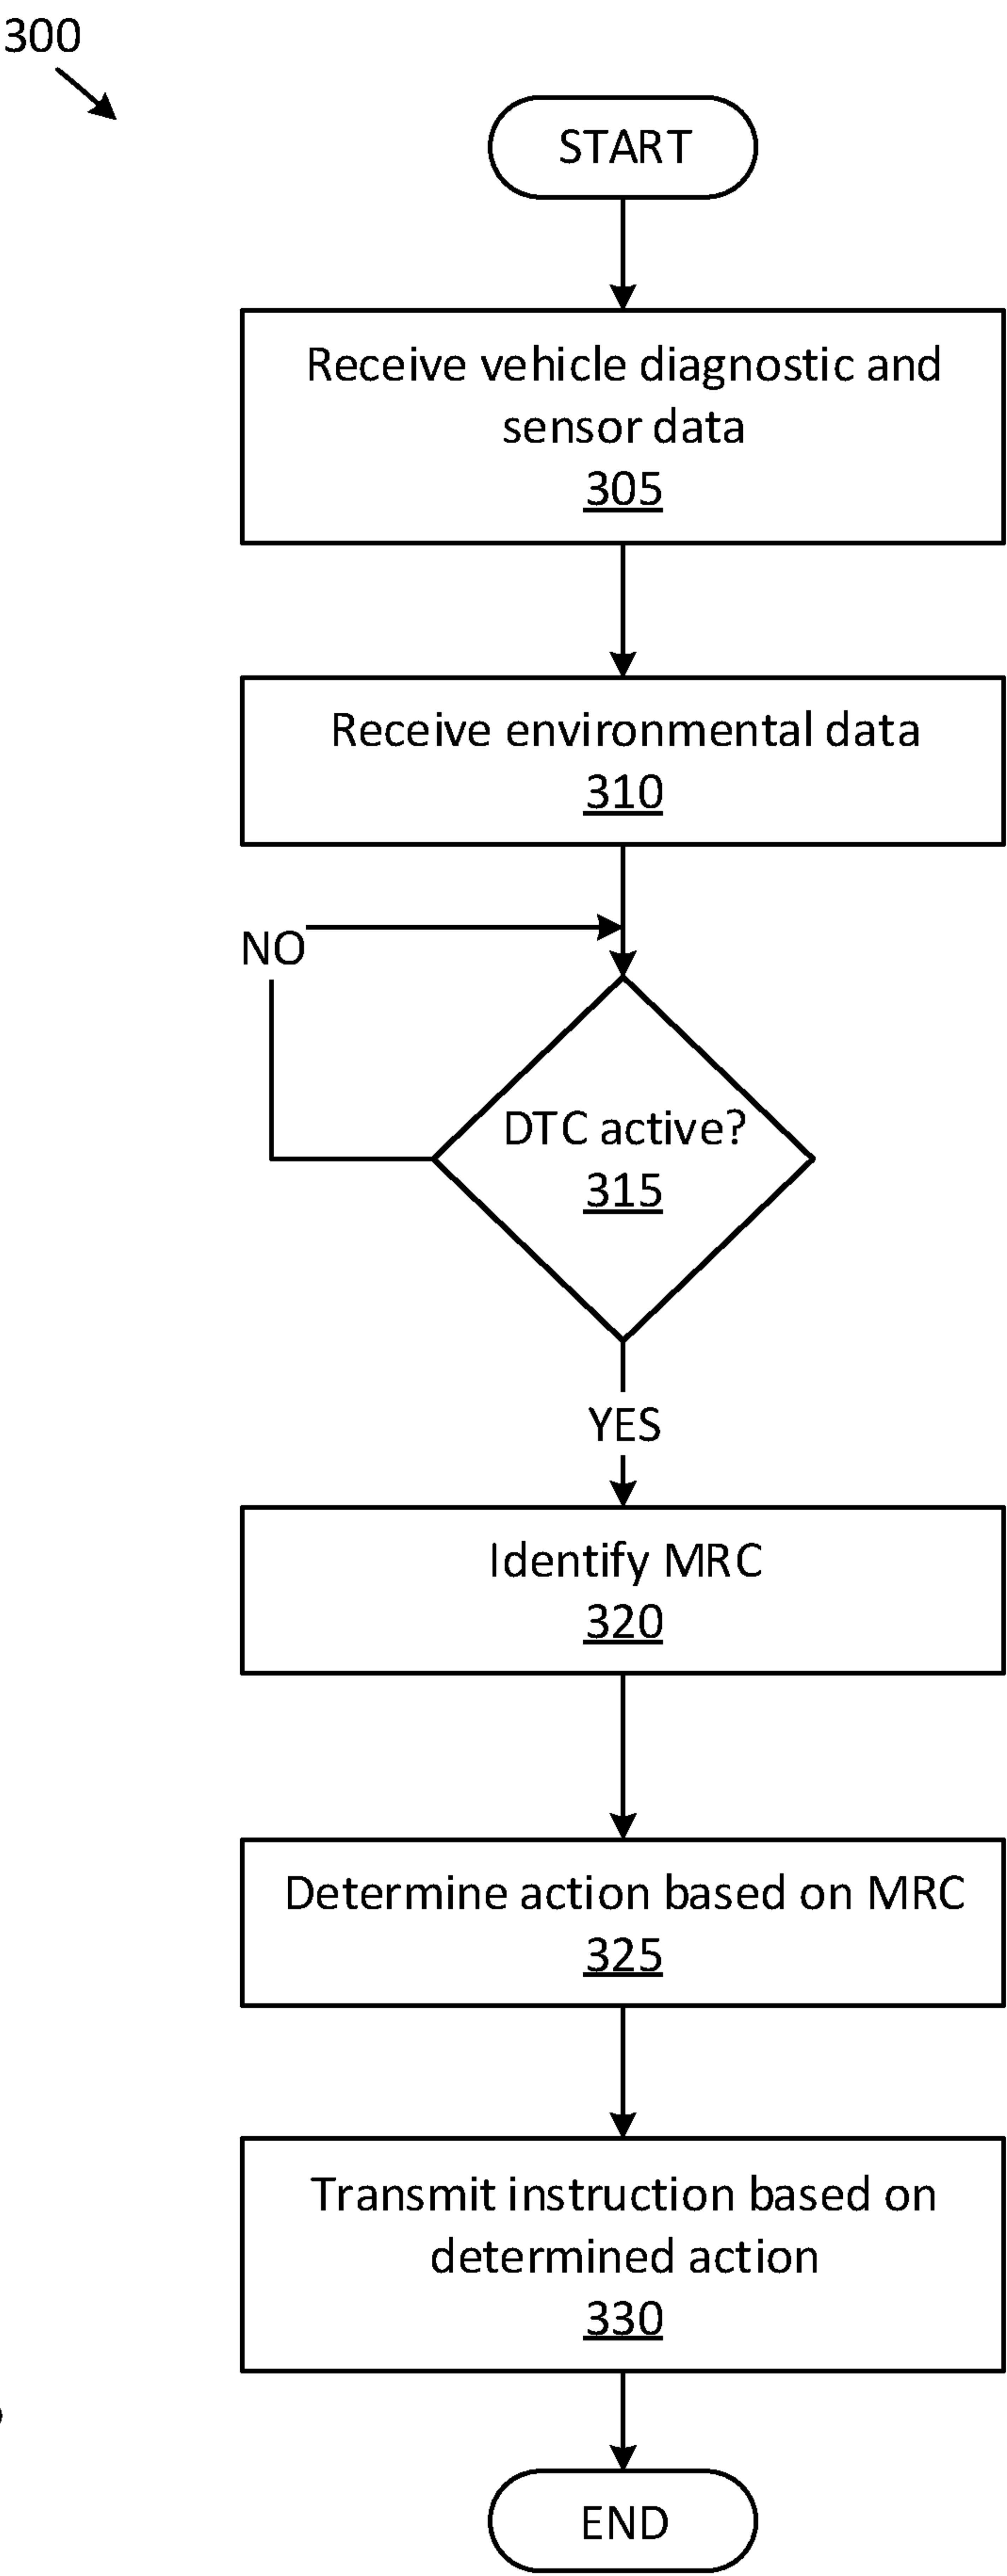 300
START
Receive vehicle diagnostic and
sensor data
305
Receive environmental data
310
NO
DTC active?
315
YES
Identify MRC
320
Determine action based on MRC
325
Transmit instruction based on
determined action
330
END